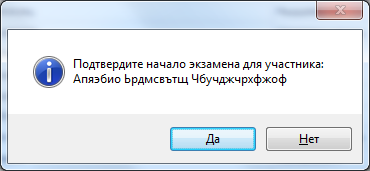 Подтвердите начало экзамена для участника:
Апяэбио Ьрдмсвътщ Чбучджчрхфжоф
Да
Нет